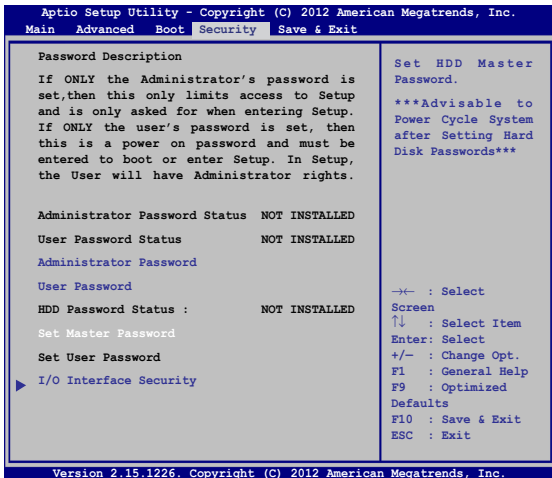 Aptio Setup Utility - Copyright (C) 2012 American Megatrends, Inc.
Main Advanced Boot Security Save & Exit
Password Description
If ONLY the Administrator's password is
set,then this only limits access to Setup
and is only asked for when entering Setup.
If ONLY the user's password is set, then
this is a power on password and must be
entered to boot or enter Setup. In Setup,
the User will have Administrator rights.
Administrator Password Status NOT INSTALLED
User Password Status NOT INSTALLED
Administrator Password
User Password
HDD Password Status : NOT INSTALLED
Set Master Password
Set User Password
I/O Interface Security
Set HDD Master
Password.
***Advisable to
Power Cycle System
after Setting Hard
Disk Passwords***
→← : Select
Screen
↑↓ : Select Item
Enter: Select
+/— : Change Opt.
F1 : General Help
F9 : Optimized
Defaults
F10 : Save & Exit
ESC : Exit
Version 2.15.1226. Copyright (C) 2012 American Megatrends, Inc.